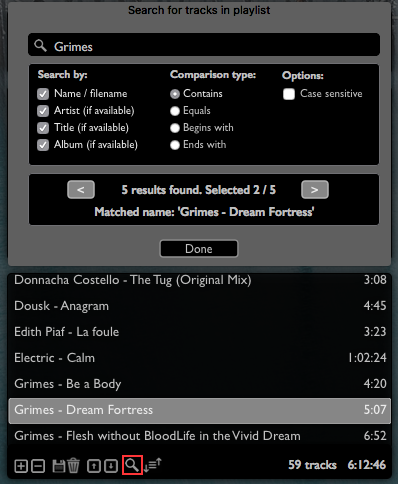 Search for tracks in playlist
Grimes
Search by: Comparison type: Options:
Name / filename Contains Case sensitive
Artist (if available) Equals
Title (if available) Begins with
Album (if available) Ends with
< 5 results found. Selected 2 / 5 >
Matched name: 'Grimes - Dream Fortress'
Done
Donnacha Costello - The Tug (Original Mix) 3:08
Dousk - Anagram 4:45
Edith Piaf - La foule 3:23
Electric - Calm 1:02:24
Grimes - Be a Body 4:20
Grimes - Dream Fortress 5:07
Grimes - Flesh without BloodLife in the Vivid Dream 6:52
59 tracks 6:12:46